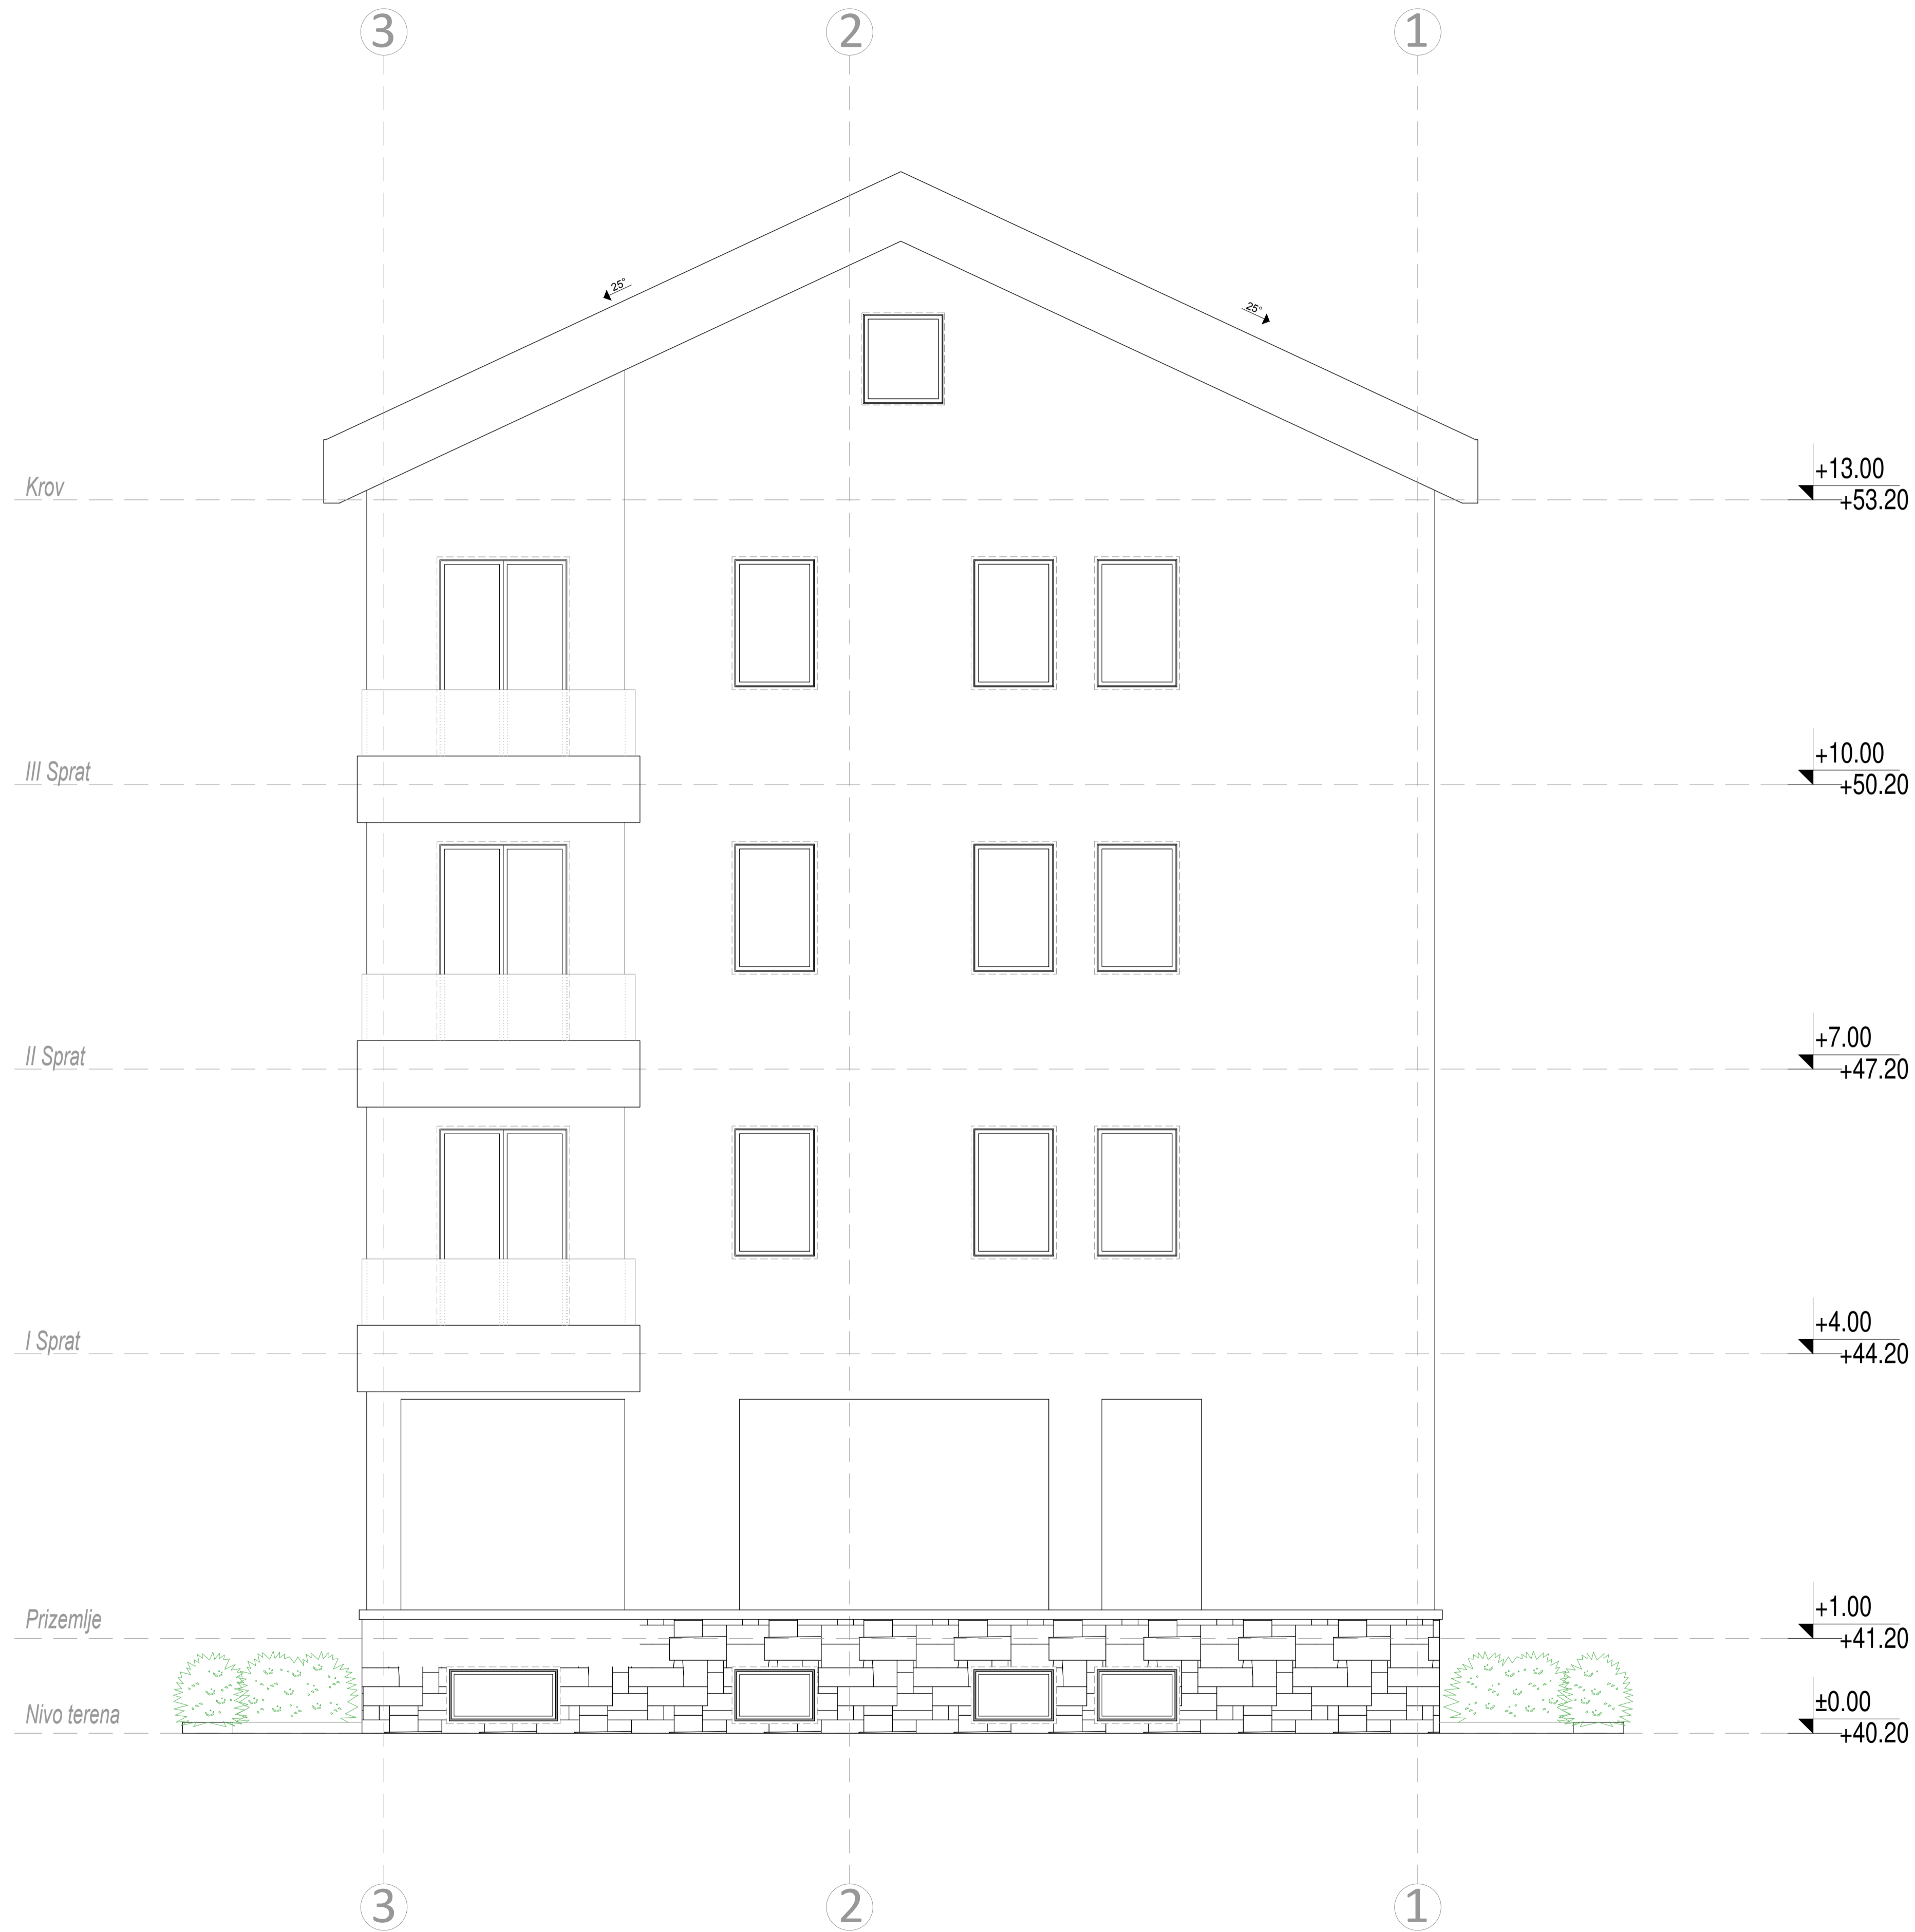 3 2 1
25°
25°
Krov
+13.00
+53.20
III Sprat
+10.00
+50.20
II Sprat
+7.00
+47.20
I Sprat
+4.00
+44.20
Prizemlje
+1.00
+41.20
Nivo terena
±0.00
+40.20
3 2 1